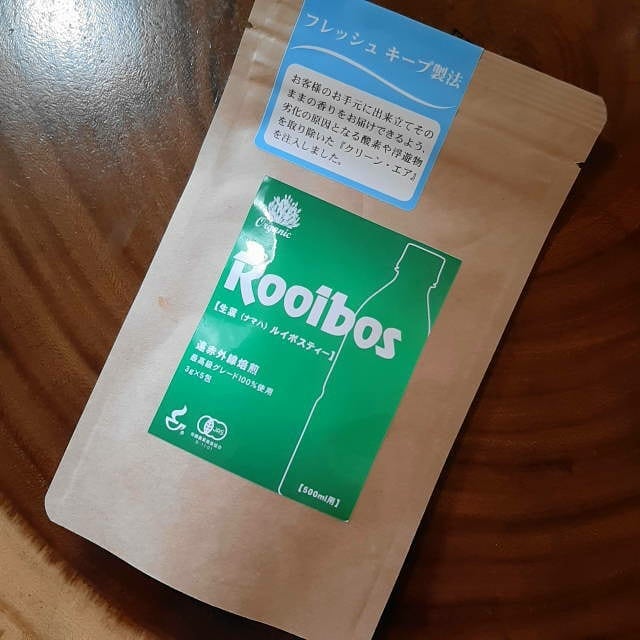 フレッシュ キープ製法
お客様のお手元に出来立てその
ままの香りをお届けできるよう、
劣化の原因となる酸素や浮遊物
を取り除いた『クリーン・エア』
を注入しました。
Organic
Rooibos
【生葉（ナマハ）ルイボスティー】
遠赤外線焙煎
最高級グレード100%使用
3g×5包
JAS
【500ml用】